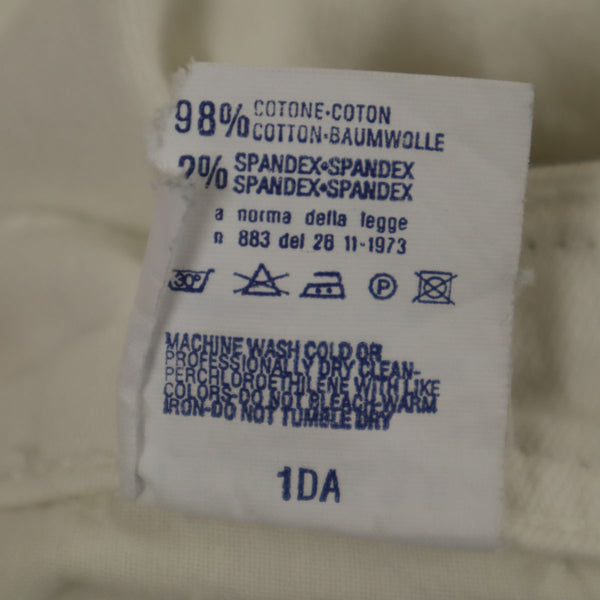 98% COTONE•COTON
COTTON•BAUMWOLLE
2% SPANDEX•SPANDEX
SPANDEX•SPANDEX
a norma della legge
n 883 del 28 11-1973
30° P
MACHINE WASH COLD OR
PROFESSIONALLY DRY CLEAN-
PERCHLOROETHILENE WITH LIKE
COLORS-DO NOT BLEACH-WARM
IRON-DO NOT TUMBLE DRY
1DA